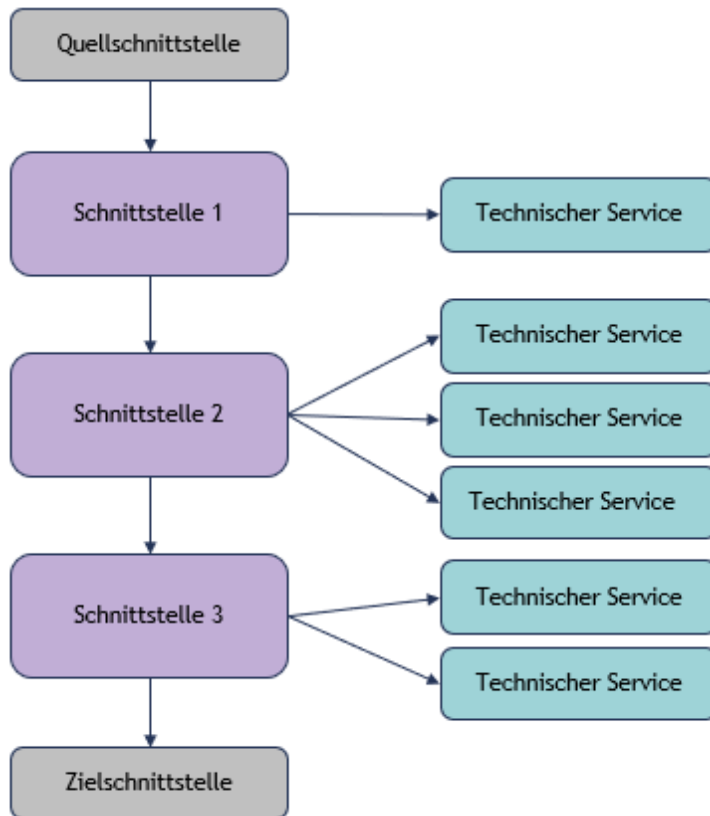 Quellschnittstelle
Schnittstelle 1
Technischer Service
Technischer Service
Schnittstelle 2
Technischer Service
Technischer Service
Schnittstelle 3
Technischer Service
Technischer Service
Zielschnittstelle